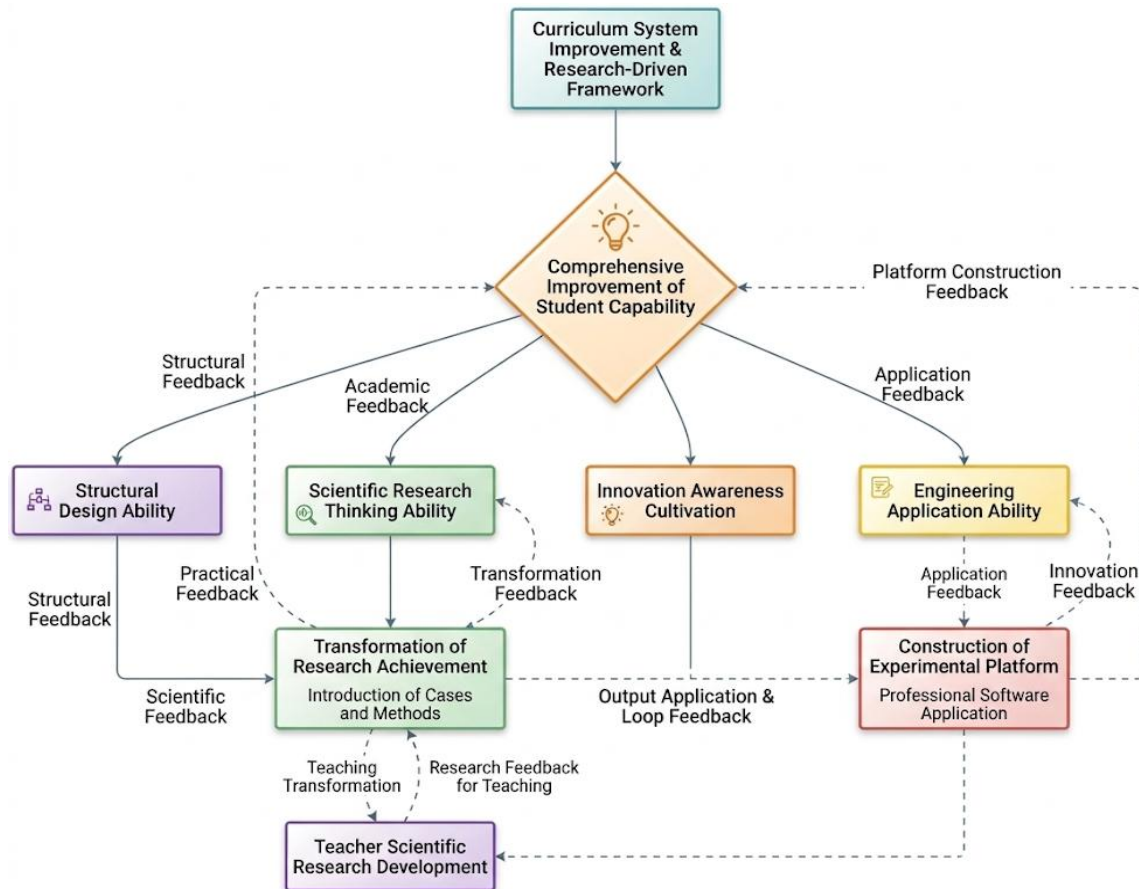 Curriculum System
Improvement &
Research-Driven
Framework
Comprehensive
Improvement of
Student Capability
Platform Construction
Feedback
Structural
Feedback
Academic
Feedback
Application
Feedback
Structural
Design Ability
Scientific Research
Thinking Ability
Innovation Awareness
Cultivation
Engineering
Application Ability
Structural
Feedback
Practical
Feedback
Transformation
Feedback
Application
Feedback
Innovation
Feedback
Scientific
Feedback
Transformation of
Research Achievement
Introduction of Cases
and Methods
Output Application &
Loop Feedback
Construction of
Experimental Platform
Professional Software
Application
Teaching
Transformation
Research Feedback
for Teaching
Teacher Scientific
Research Development